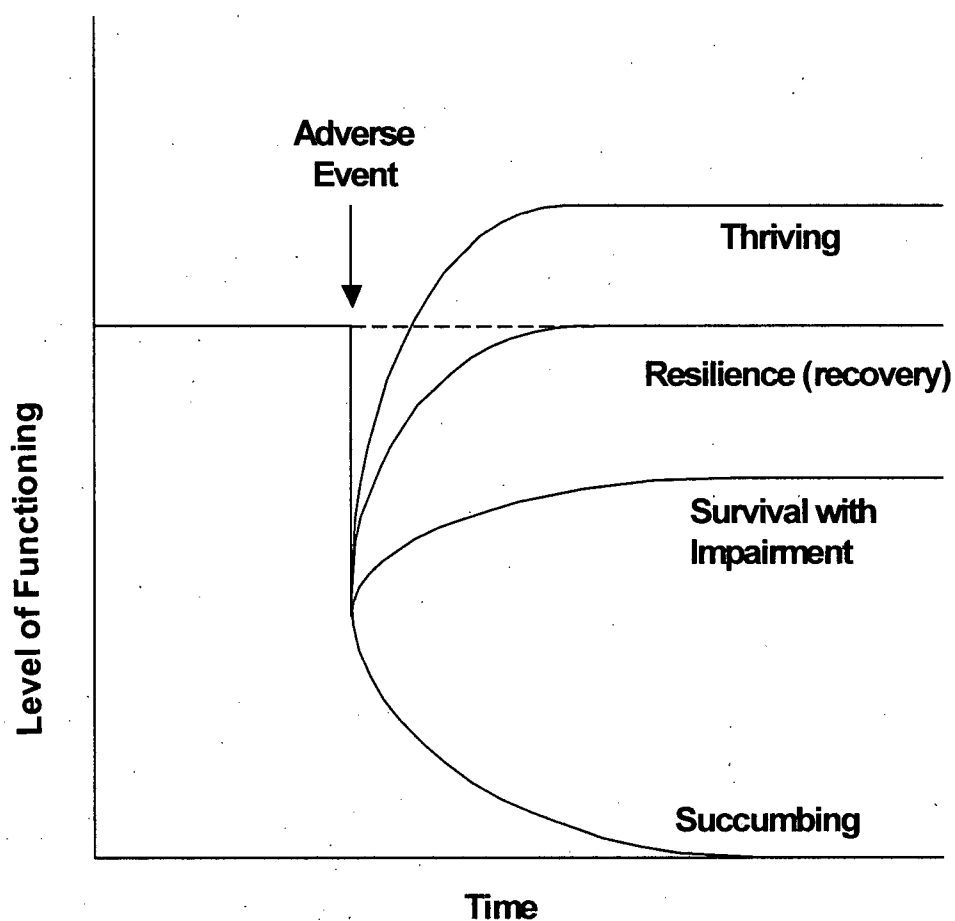 Adverse
Event
Thriving
Resilience (recovery)
Level of Functioning
Survival with
Impairment
Succumbing
Time